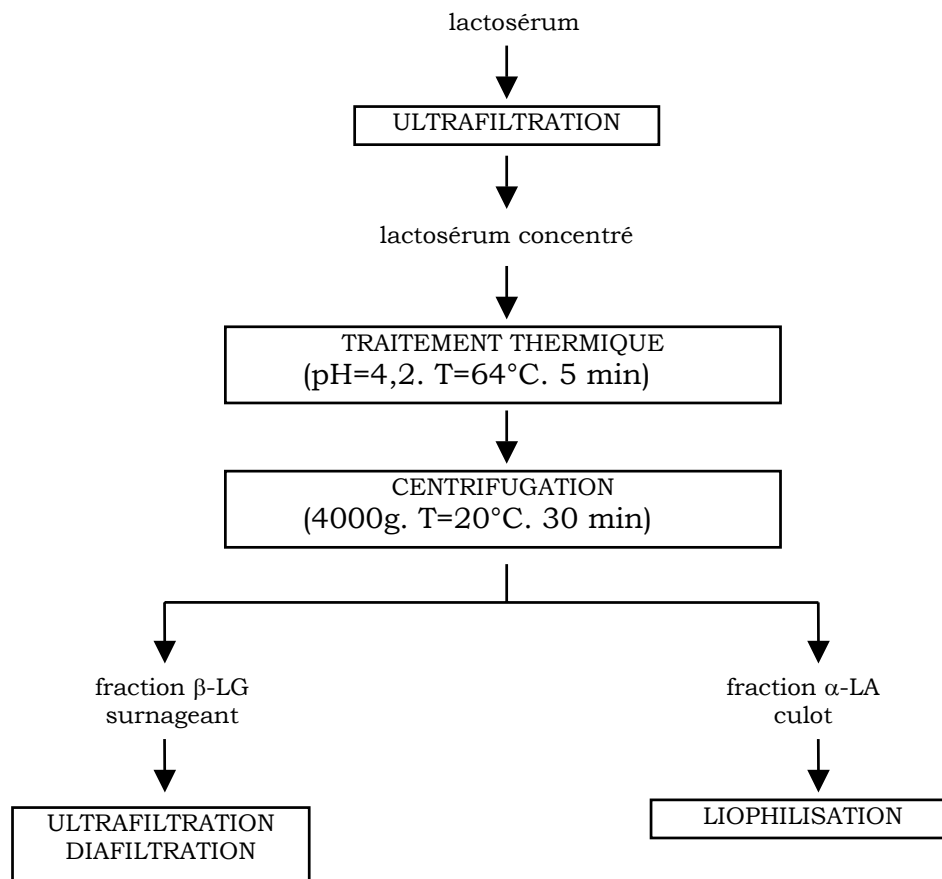 lactosérum
ULTRAFILTRATION
lactosérum concentré
TRAITEMENT THERMIQUE
(pH=4,2. T=64°C. 5 min)
CENTRIFUGATION
(4000g. T=20°C. 30 min)
fraction β-LG
surnageant
fraction α-LA
culot
ULTRAFILTRATION
DIAFILTRATION
LIOPHILISATION